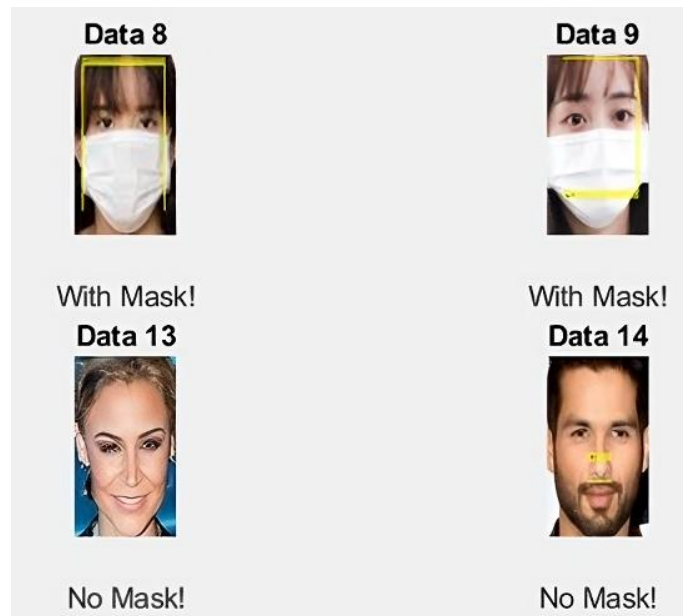 Data 8
Data 9
With Mask!
With Mask!
Data 13
Data 14
No Mask!
No Mask!